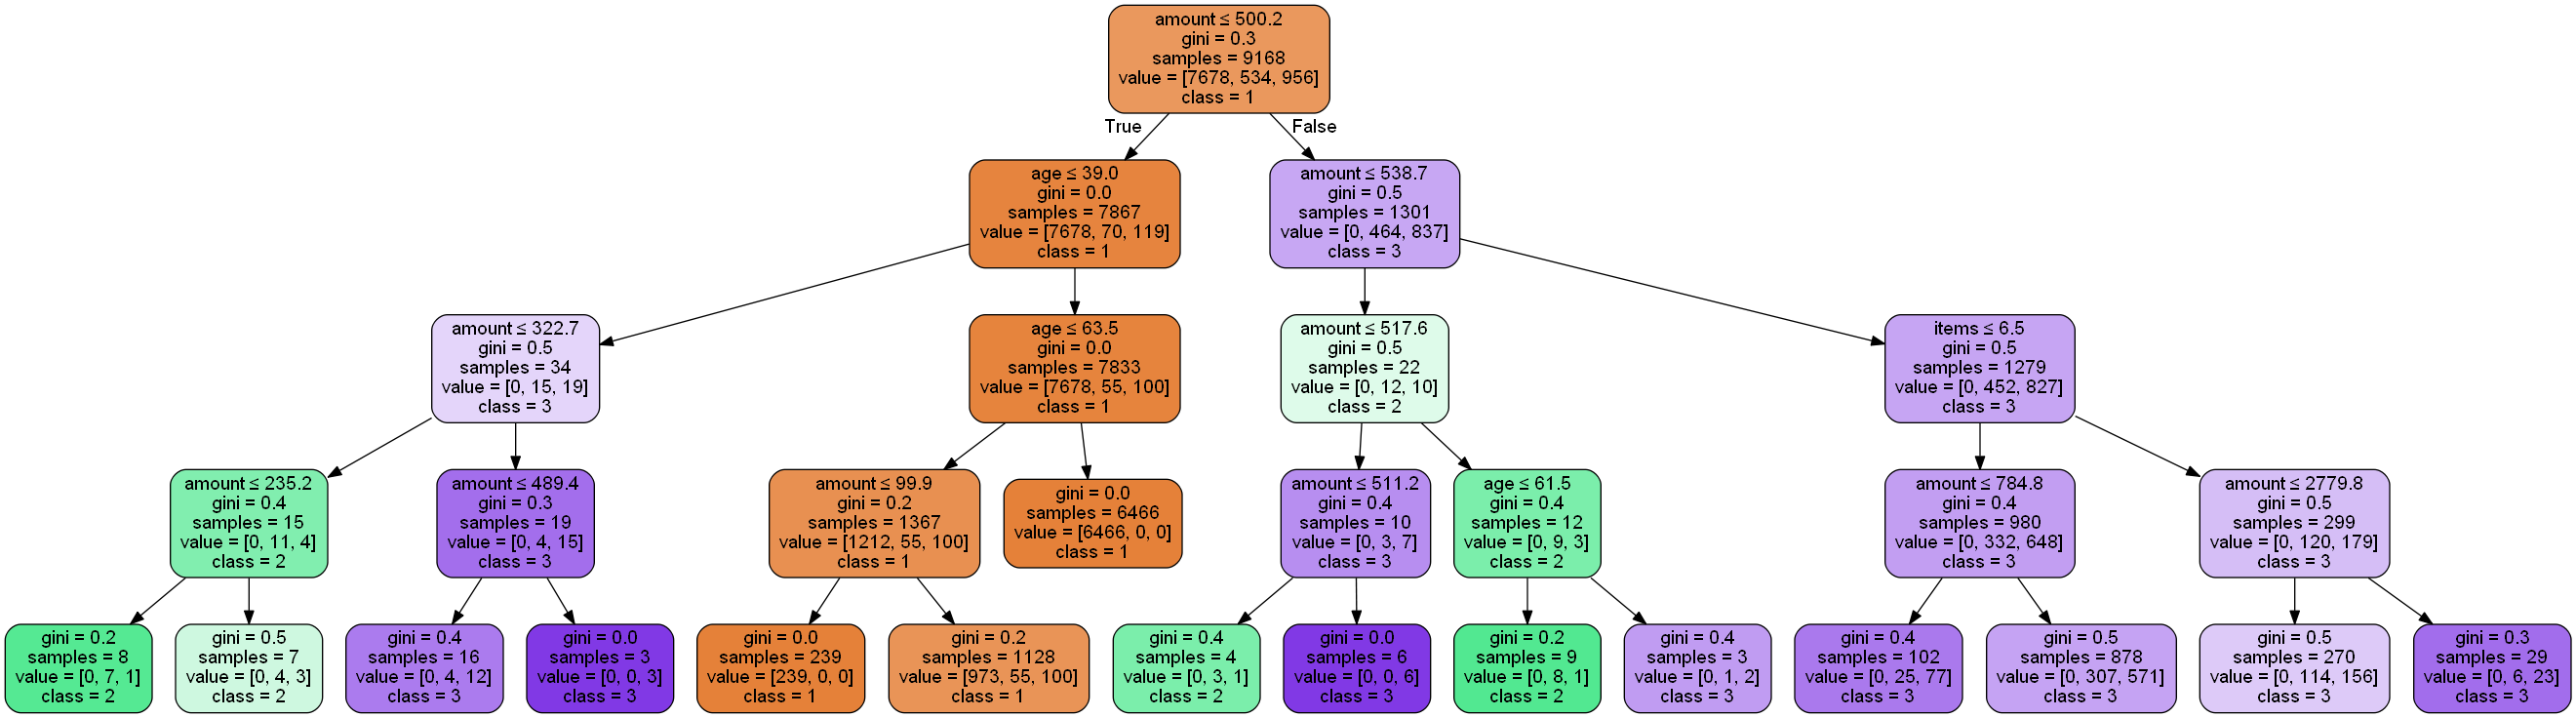 amount ≤ 500.2
gini = 0.3
samples = 9168
value = [7678, 534, 956]
class = 1
True
False
age ≤ 39.0
gini = 0.0
samples = 7867
value = [7678, 70, 119]
class = 1
amount ≤ 538.7
gini = 0.5
samples = 1301
value = [0, 464, 837]
class = 3
amount ≤ 322.7
gini = 0.5
samples = 34
value = [0, 15, 19]
class = 3
age ≤ 63.5
gini = 0.0
samples = 7833
value = [7678, 55, 100]
class = 1
amount ≤ 517.6
gini = 0.5
samples = 22
value = [0, 12, 10]
class = 2
items ≤ 6.5
gini = 0.5
samples = 1279
value = [0, 452, 827]
class = 3
amount ≤ 235.2
gini = 0.4
samples = 15
value = [0, 11, 4]
class = 2
amount ≤ 489.4
gini = 0.3
samples = 19
value = [0, 4, 15]
class = 3
amount ≤ 99.9
gini = 0.2
samples = 1367
value = [1212, 55, 100]
class = 1
gini = 0.0
samples = 6466
value = [6466, 0, 0]
class = 1
amount ≤ 511.2
gini = 0.4
samples = 10
value = [0, 3, 7]
class = 3
age ≤ 61.5
gini = 0.4
samples = 12
value = [0, 9, 3]
class = 2
amount ≤ 784.8
gini = 0.4
samples = 980
value = [0, 332, 648]
class = 3
amount ≤ 2779.8
gini = 0.5
samples = 299
value = [0, 120, 179]
class = 3
gini = 0.2
samples = 8
value = [0, 7, 1]
class = 2
gini = 0.5
samples = 7
value = [0, 4, 3]
class = 2
gini = 0.4
samples = 16
value = [0, 4, 12]
class = 3
gini = 0.0
samples = 3
value = [0, 0, 3]
class = 3
gini = 0.0
samples = 239
value = [239, 0, 0]
class = 1
gini = 0.2
samples = 1128
value = [973, 55, 100]
class = 1
gini = 0.4
samples = 4
value = [0, 3, 1]
class = 2
gini = 0.0
samples = 6
value = [0, 0, 6]
class = 3
gini = 0.2
samples = 9
value = [0, 8, 1]
class = 2
gini = 0.4
samples = 3
value = [0, 1, 2]
class = 3
gini = 0.4
samples = 102
value = [0, 25, 77]
class = 3
gini = 0.5
samples = 878
value = [0, 307, 571]
class = 3
gini = 0.5
samples = 270
value = [0, 114, 156]
class = 3
gini = 0.3
samples = 29
value = [0, 6, 23]
class = 3